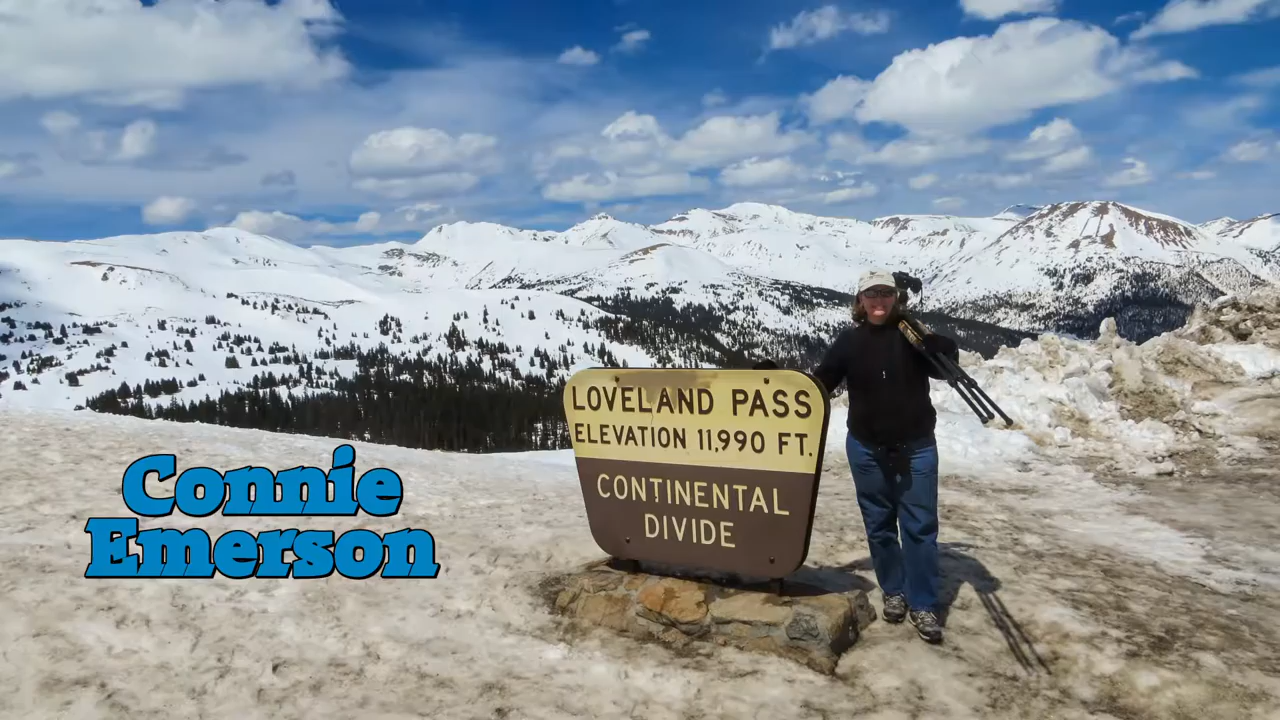 LOVELAND PASS
ELEVATION 11,990 FT.
CONTINENTAL
DIVIDE
Connie
Emerson